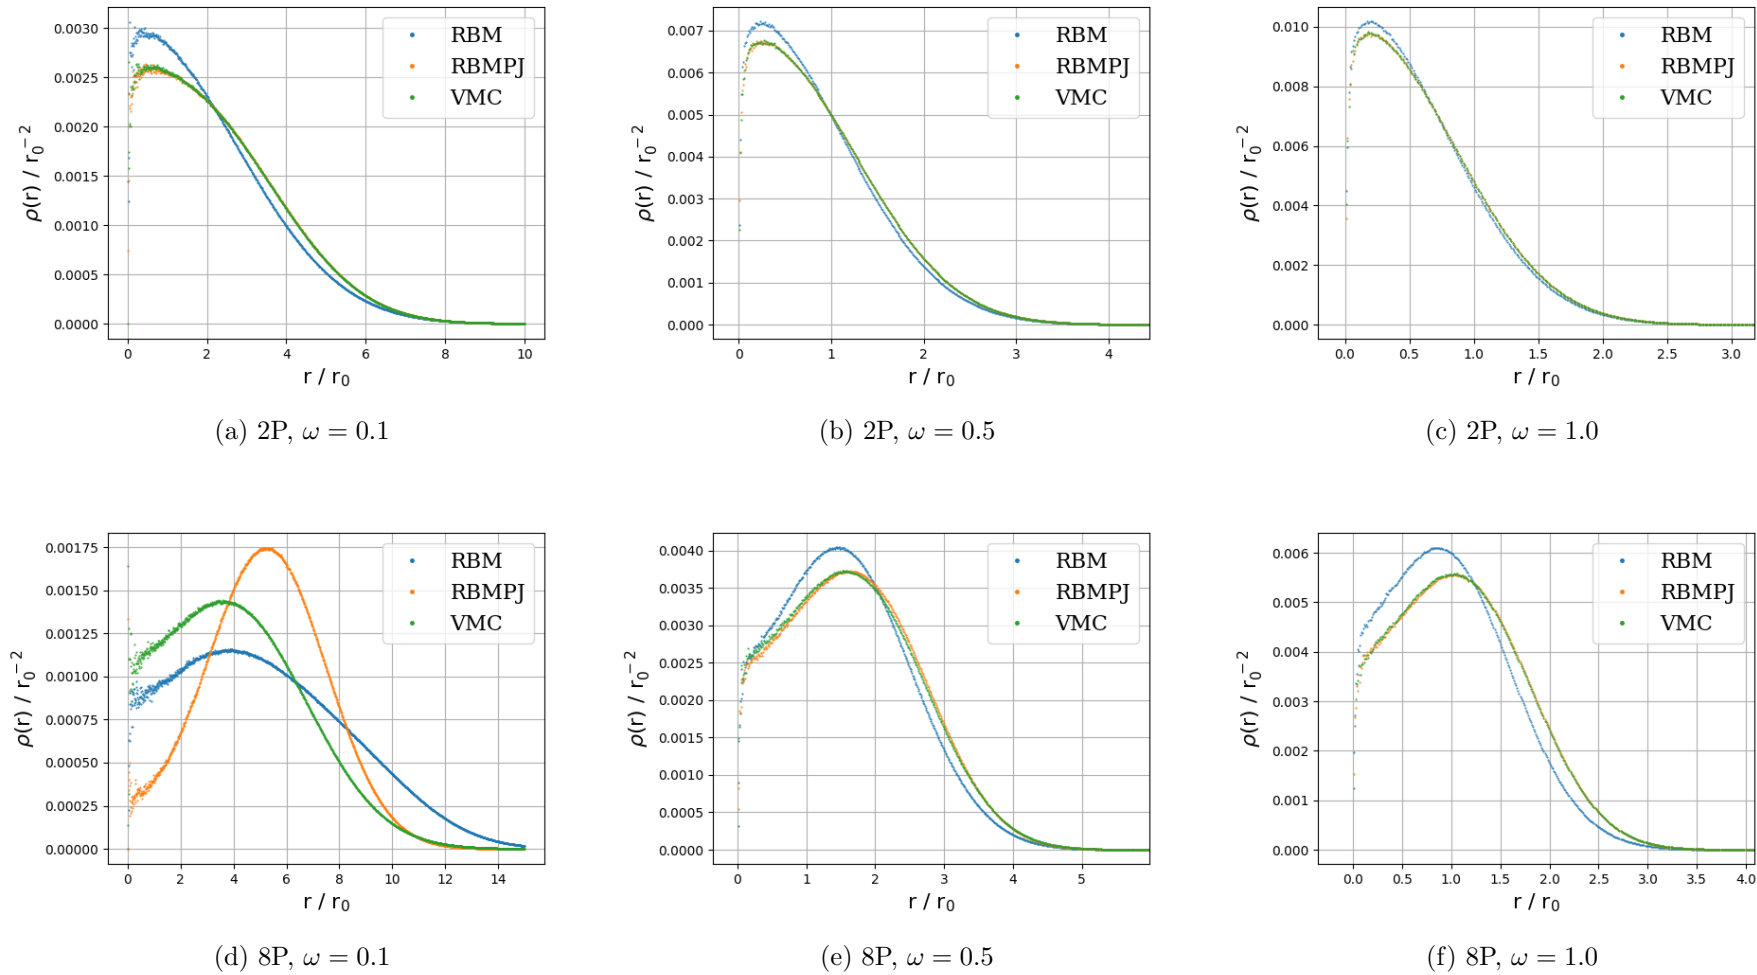 0.0030
0.0025
0.0020
0.0015
0.0010
0.0005
0.0000
ρ(r) / r₀⁻²
RBM
RBMPJ
VMC
0 2 4 6 8 10
r / r₀
(a) 2P, ω = 0.1
0.007
0.006
0.005
0.004
0.003
0.002
0.001
0.000
ρ(r) / r₀⁻²
RBM
RBMPJ
VMC
0 1 2 3 4
r / r₀
(b) 2P, ω = 0.5
0.010
0.008
0.006
0.004
0.002
0.000
ρ(r) / r₀⁻²
RBM
RBMPJ
VMC
0.0 0.5 1.0 1.5 2.0 2.5 3.0
r / r₀
(c) 2P, ω = 1.0
0.00175
0.00150
0.00125
0.00100
0.00075
0.00050
0.00025
0.00000
ρ(r) / r₀⁻²
RBM
RBMPJ
VMC
0 2 4 6 8 10 12 14
r / r₀
(d) 8P, ω = 0.1
0.0040
0.0035
0.0030
0.0025
0.0020
0.0015
0.0010
0.0005
0.0000
ρ(r) / r₀⁻²
RBM
RBMPJ
VMC
0 1 2 3 4 5
r / r₀
(e) 8P, ω = 0.5
0.006
0.005
0.004
0.003
0.002
0.001
0.000
ρ(r) / r₀⁻²
RBM
RBMPJ
VMC
0.0 0.5 1.0 1.5 2.0 2.5 3.0 3.5 4.0
r / r₀
(f) 8P, ω = 1.0